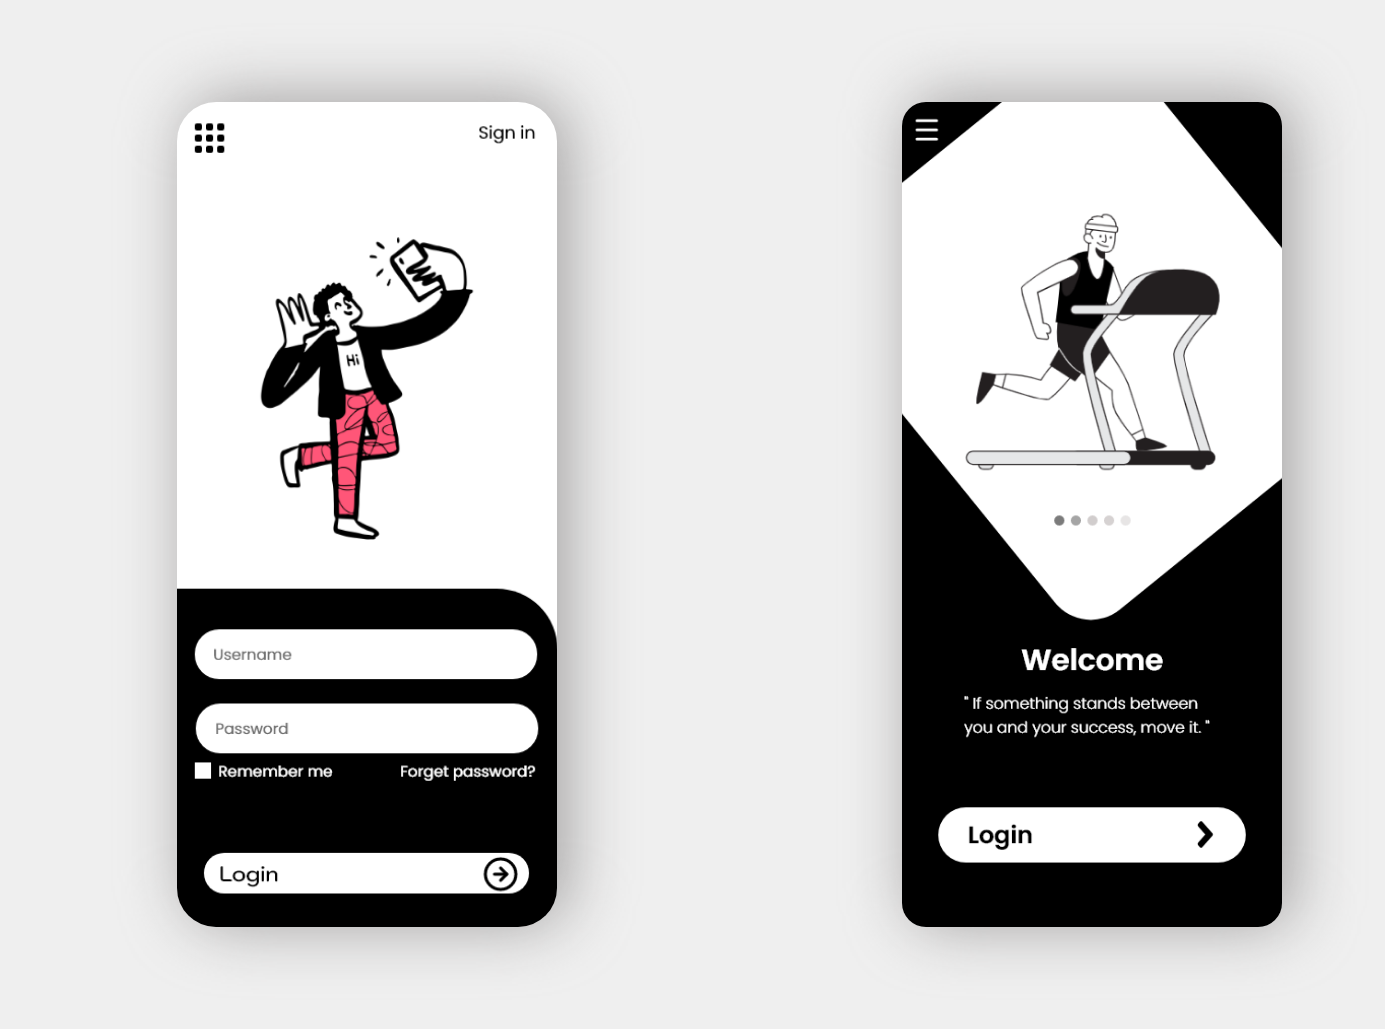 Sign in
Hi
Username
Password
Remember me
Forget password?
Login
Welcome
" If something stands between
you and your success, move it. "
Login